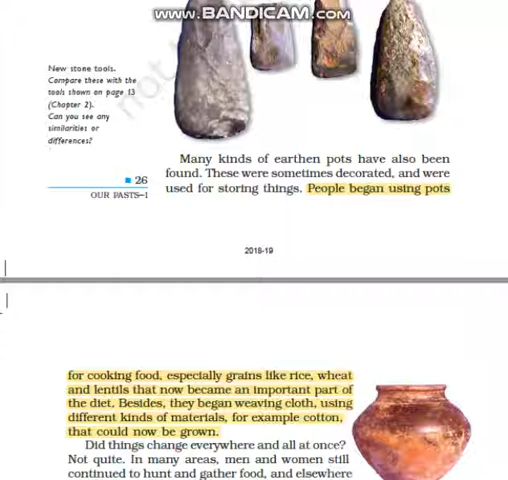 www.BANDICAM.com
not
New stone tools.
Compare these with the
tools shown on page 13
(Chapter 2).
Can you see any
similarities or
differences?
Many kinds of earthen pots have also been
found. These were sometimes decorated, and were
used for storing things. People began using pots
■ 26
OUR PASTS–I
2018-19
for cooking food, especially grains like rice, wheat
and lentils that now became an important part of
the diet. Besides, they began weaving cloth, using
different kinds of materials, for example cotton,
that could now be grown.
Did things change everywhere and all at once?
Not quite. In many areas, men and women still
continued to hunt and gather food, and elsewhere